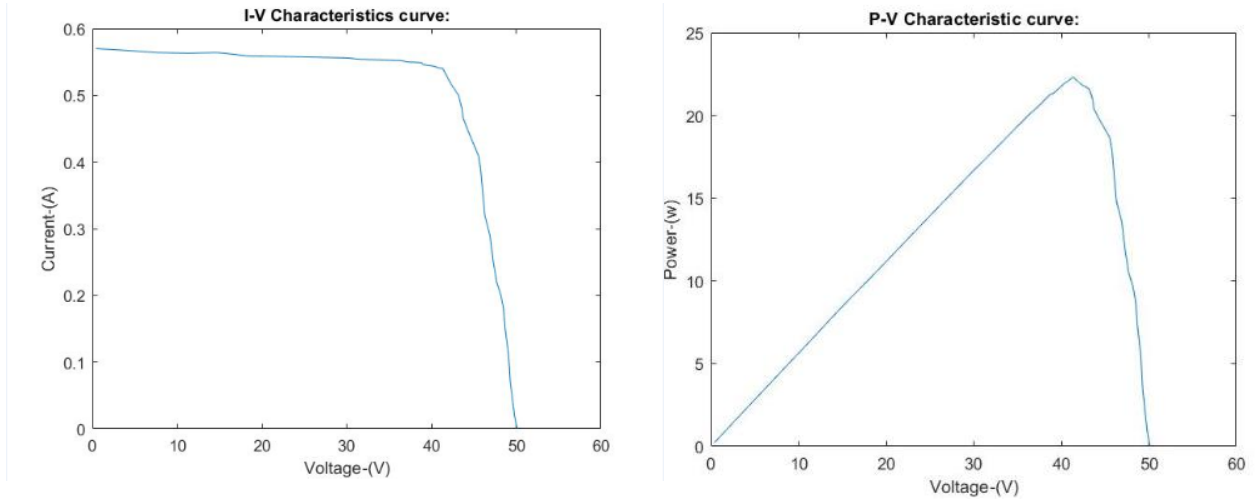 I-V Characteristics curve:
0.6
0.5
0.4
0.3
0.2
0.1
0
Current-(A)
0 10 20 30 40 50 60
Voltage-(V)
P-V Characteristic curve:
25
20
15
10
5
0
Power-(w)
0 10 20 30 40 50 60
Voltage-(V)